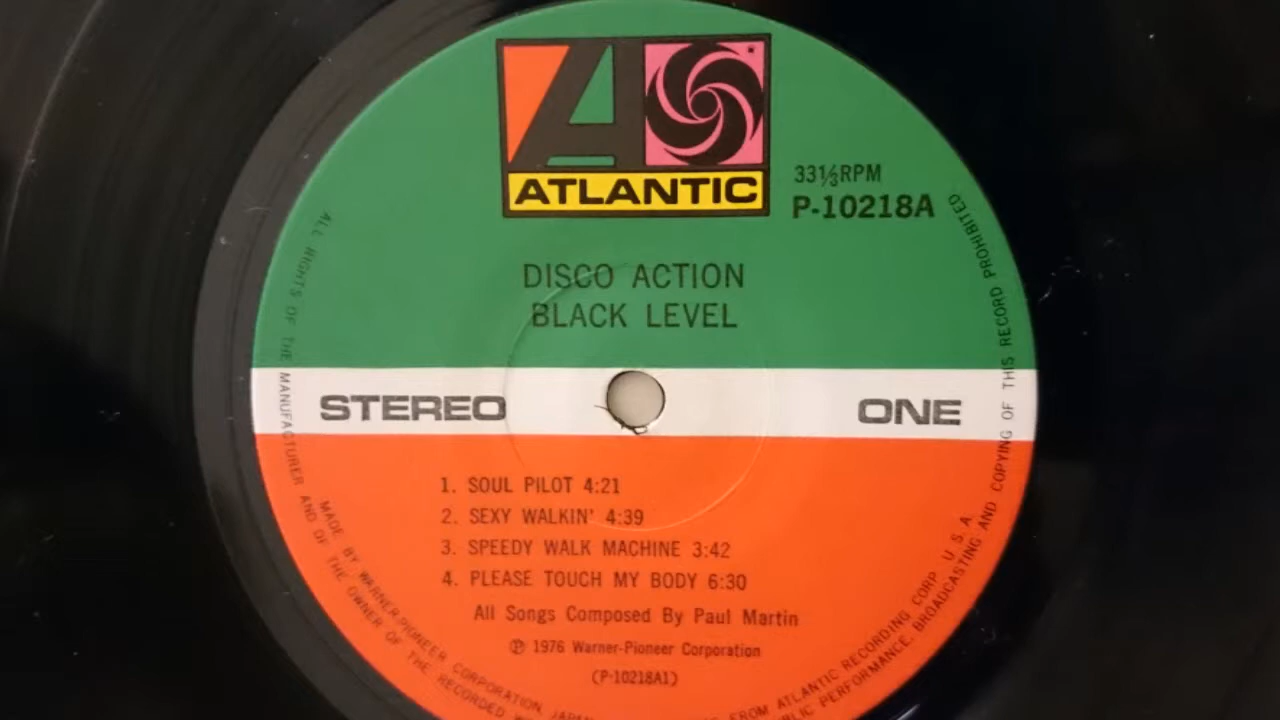 ATLANTIC
33⅓RPM
P-10218A
DISCO ACTION
BLACK LEVEL
STEREO
ONE
1. SOUL PILOT 4:21
2. SEXY WALKIN' 4:39
3. SPEEDY WALK MACHINE 3:42
4. PLEASE TOUCH MY BODY 6:30
All Songs Composed By Paul Martin
℗ 1976 Warner-Pioneer Corporation
(P-10218A1)
ALL RIGHTS OF THE MANUFACTURER AND OF THE OWNER OF THE RECORDED
BROADCASTING AND COPYING OF THIS RECORD PROHIBITED
MADE BY WARNER-PIONEER CORPORATION, JAPAN
FROM ATLANTIC RECORDING CORP. U.S.A.